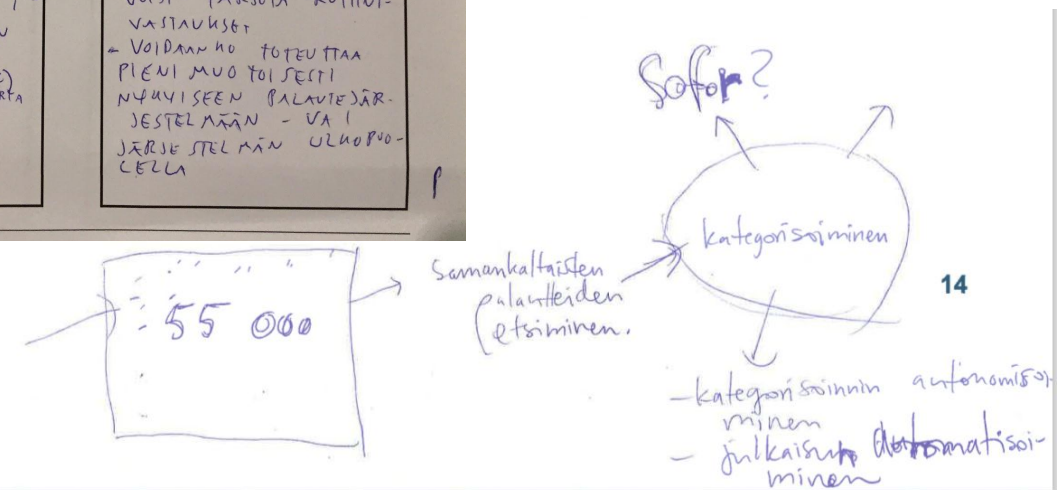 VASTAUKSET
- VOIDAANKO TOTEUTTAA
PIENIMUOTOISESTI
NYKYISEEN PALAUTEJÄR-
JESTELMÄÄN - VAI
JÄRJESTELMÄN ULKOPUO-
LELLA
Sofor?
kategorisoiminen
14
55 000
Samankaltaisten
palautteiden
etsiminen.
- kategorisoinnin autonomisoi-
minen
- julkaisun automatisoi-
minen